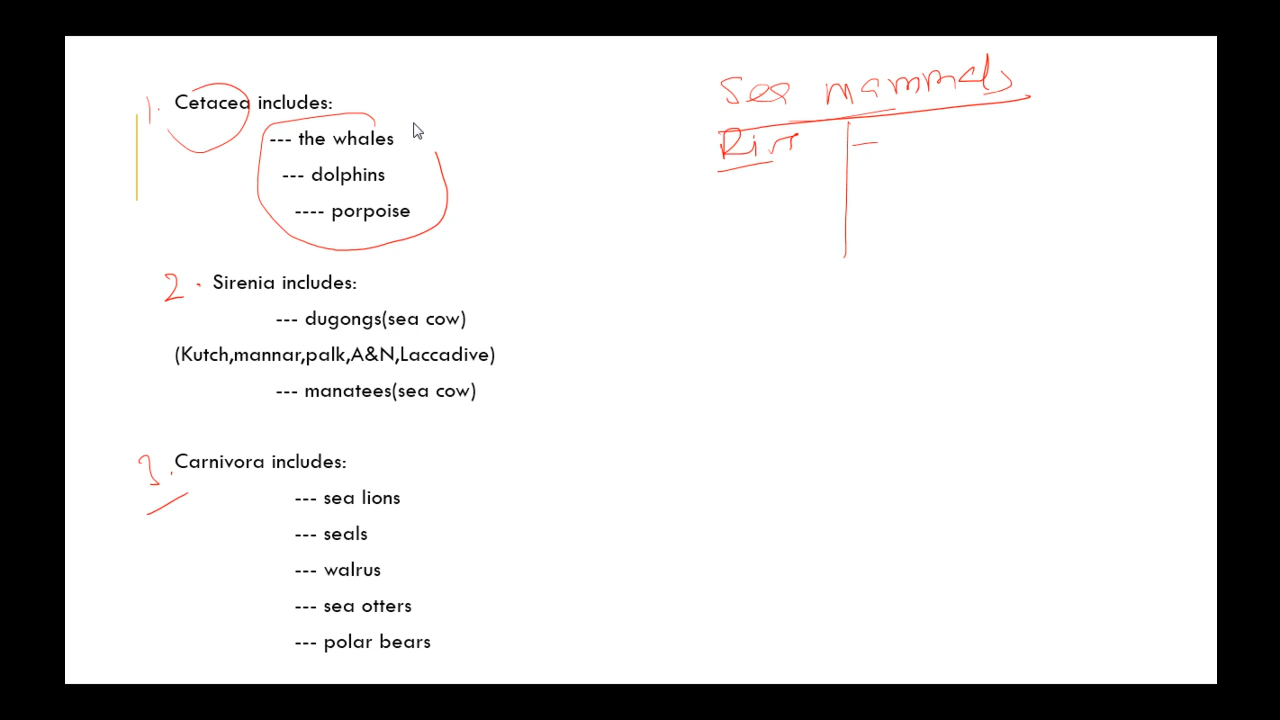 1. Cetacea includes:
--- the whales
--- dolphins
---- porpoise
2. Sirenia includes:
--- dugongs(sea cow)
(Kutch,mannar,palk,A&N,Laccadive)
--- manatees(sea cow)
3. Carnivora includes:
--- sea lions
--- seals
--- walrus
--- sea otters
--- polar bears
Sea mammals